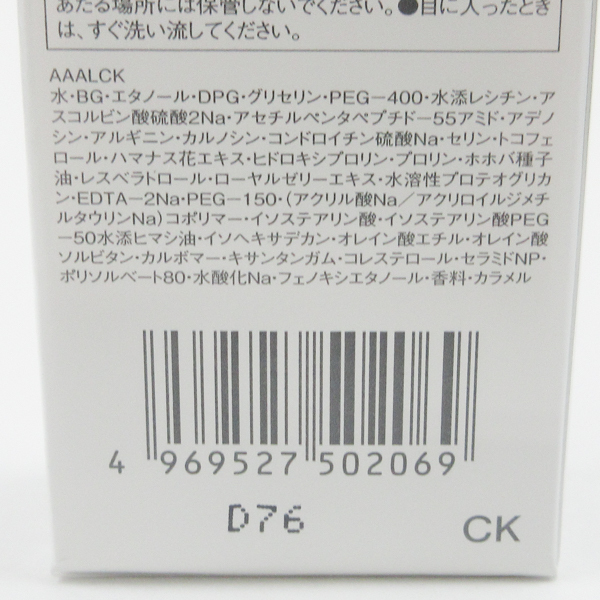 あたる場所には保管しないでください。●目に入ったとき
は、すぐ洗い流してください。
AAALCK
水・BG・エタノール・DPG・グリセリン・PEG－400・水添レシチン・ア
スコルビン酸硫酸2Na・アセチルペンタペプチド－55アミド・アデノ
シン・アルギニン・カルノシン・コンドロイチン硫酸Na・セリン・トコフェ
ロール・ハマナス花エキス・ヒドロキシプロリン・プロリン・ホホバ種子
油・レスベラトロール・ローヤルゼリーエキス・水溶性プロテオグリカ
ン・EDTA－2Na・PEG－150・（アクリル酸Na／アクリロイルジメチ
ルタウリンNa）コポリマー・イソステアリン酸・イソステアリン酸PEG
－50水添ヒマシ油・イソヘキサデカン・オレイン酸エチル・オレイン酸
ソルビタン・カルボマー・キサンタンガム・コレステロール・セラミドNP・
ポリソルベート80・水酸化Na・フェノキシエタノール・香料・カラメル
4 969527 502069
D76
CK